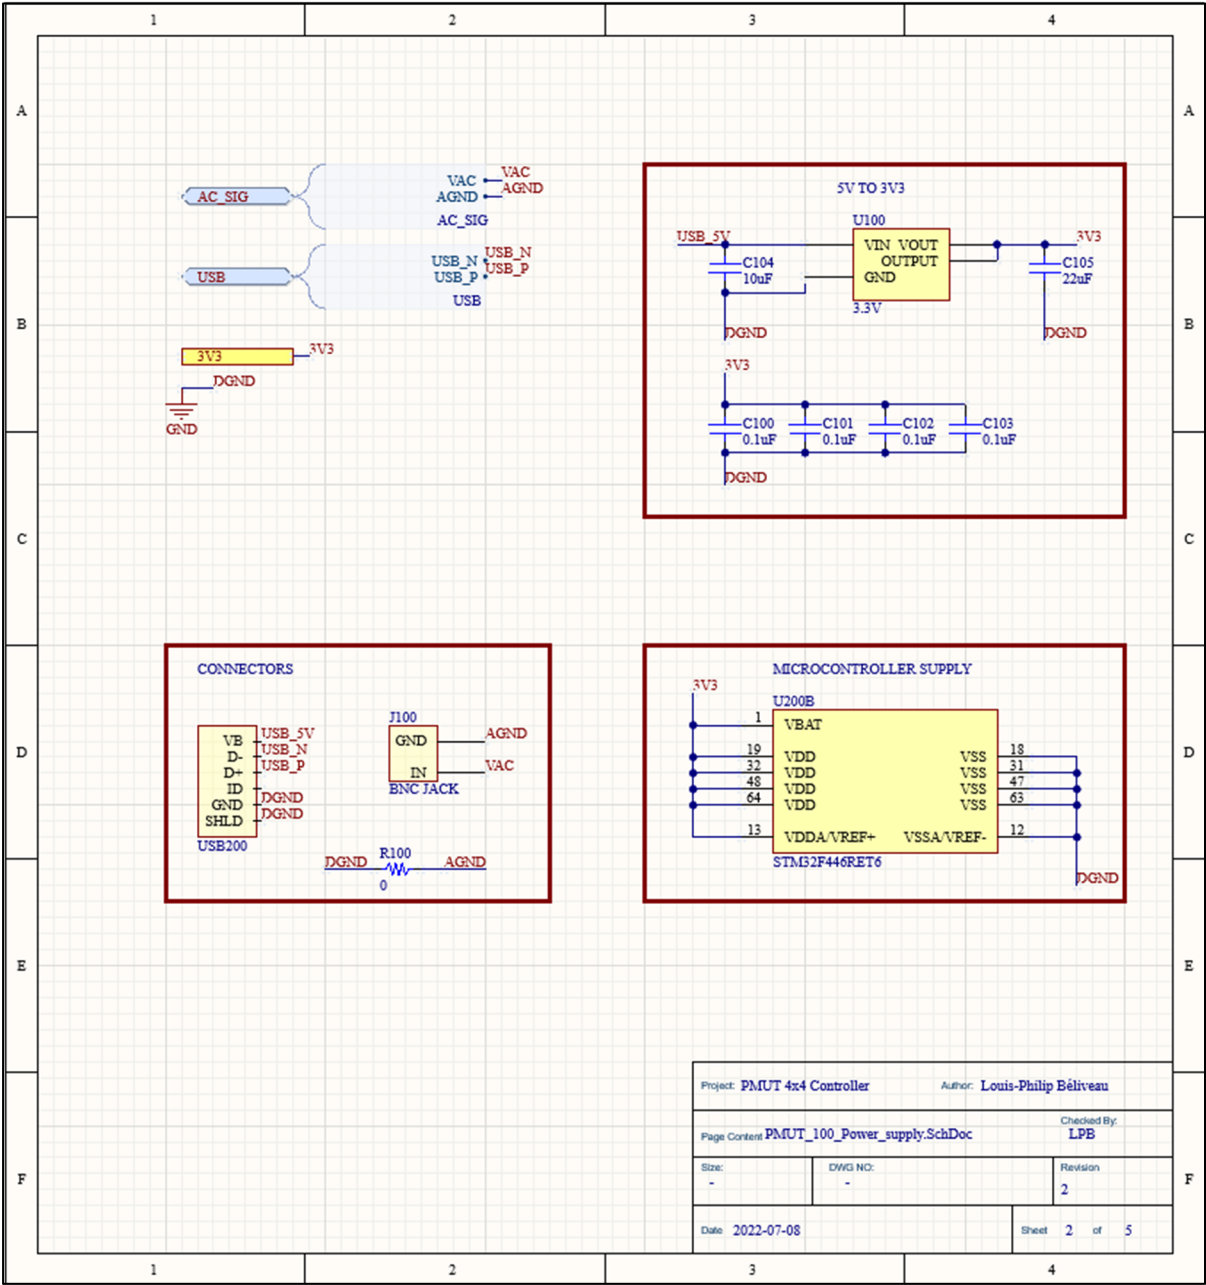 1 2 3 4
A A
VAC VAC
AC_SIG AGND AGND
AC_SIG
USB_N USB_N
USB USB_P USB_P
USB
B B
3V3 3V3
DGND
GND
5V TO 3V3
U100
USB_5V VIN VOUT 3V3
C104 OUTPUT C105
10uF GND 22uF
3.3V
DGND DGND
3V3
C100 C101 C102 C103
0.1uF 0.1uF 0.1uF 0.1uF
DGND
C C
CONNECTORS
J100
VB USB_5V GND AGND
D- USB_N
D+ USB_P IN VAC
ID BNC JACK
GND DGND
SHLD DGND
USB200
R100
DGND AGND
0
MICROCONTROLLER SUPPLY
3V3
U200B
1 VBAT
D D
19 VDD VSS 18
32 VDD VSS 31
48 VDD VSS 47
64 VDD VSS 63
13 VDDA/VREF+ VSSA/VREF- 12
STM32F446RET6
DGND
E E
Project: PMUT 4x4 Controller Author: Louis-Philip Béliveau
Page Content PMUT_100_Power_supply.SchDoc Checked By:
LPB
F F
Size: DWG NO: Revision
- - 2
Date 2022-07-08 Sheet 2 of 5
1 2 3 4